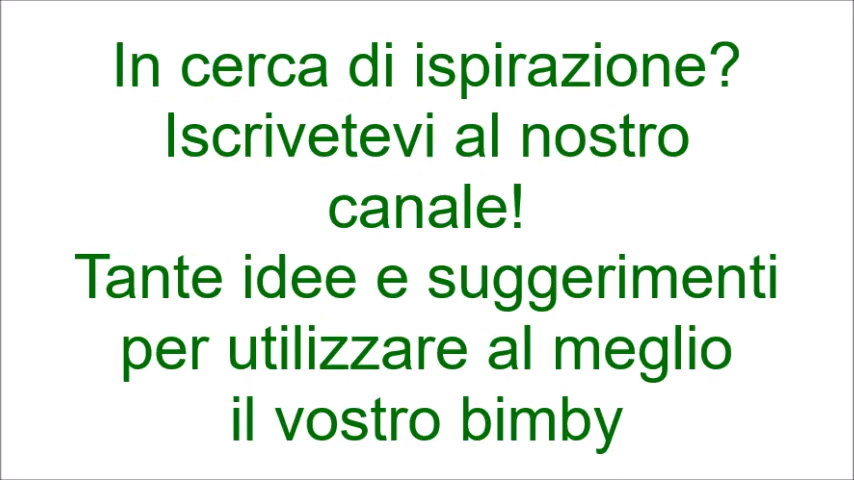 In cerca di ispirazione?
Iscrivetevi al nostro
canale!
Tante idee e suggerimenti
per utilizzare al meglio
il vostro bimby